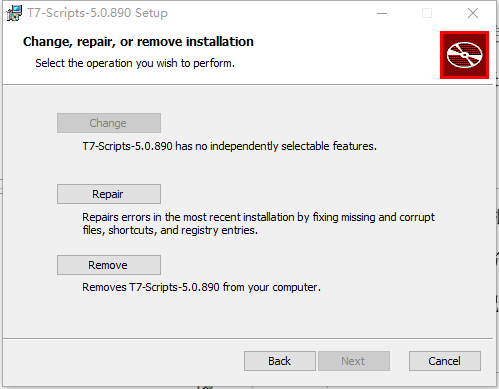 T7-Scripts-5.0.890 Setup
Change, repair, or remove installation
Select the operation you wish to perform.
Change
T7-Scripts-5.0.890 has no independently selectable features.
Repair
Repairs errors in the most recent installation by fixing missing and corrupt
files, shortcuts, and registry entries.
Remove
Removes T7-Scripts-5.0.890 from your computer.
Back
Next
Cancel